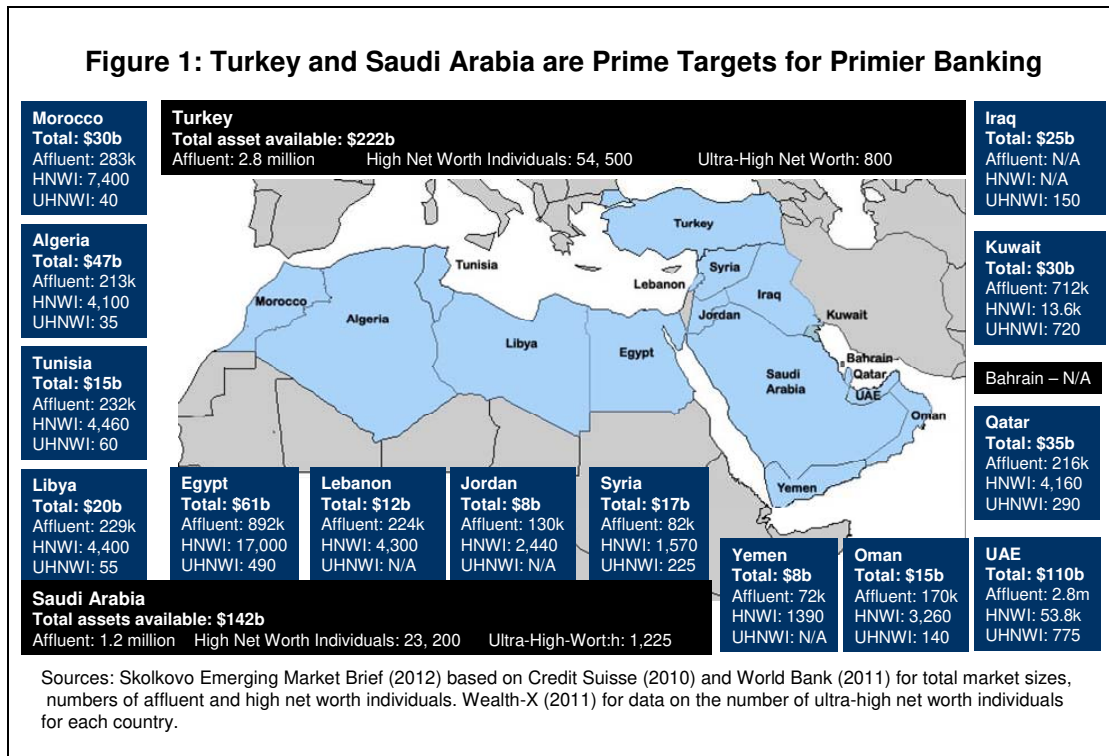 Figure 1: Turkey and Saudi Arabia are Prime Targets for Primier Banking
Morocco
Total: $30b
Affluent: 283k
HNWI: 7,400
UHNWI: 40
Turkey
Total asset available: $222b
Affluent: 2.8 million High Net Worth Individuals: 54, 500 Ultra-High Net Worth: 800
Iraq
Total: $25b
Affluent: N/A
HNWI: N/A
UHNWI: 150
Algeria
Total: $47b
Affluent: 213k
HNWI: 4,100
UHNWI: 35
Kuwait
Total: $30b
Affluent: 712k
HNWI: 13.6k
UHNWI: 720
Tunisia
Total: $15b
Affluent: 232k
HNWI: 4,460
UHNWI: 60
Bahrain – N/A
Qatar
Total: $35b
Affluent: 216k
HNWI: 4,160
UHNWI: 290
Turkey
Tunisia
Syria
Lebanon
Iraq
Morocco
Jordan
Kuwait
Algeria
Libya
Egypt
Bahrain
Qatar
Saudi
Arabia
UAE
Oman
Yemen
Libya
Total: $20b
Affluent: 229k
HNWI: 4,400
UHNWI: 55
Egypt
Total: $61b
Affluent: 892k
HNWI: 17,000
UHNWI: 490
Lebanon
Total: $12b
Affluent: 224k
HNWI: 4,300
UHNWI: N/A
Jordan
Total: $8b
Affluent: 130k
HNWI: 2,440
UHNWI: N/A
Syria
Total: $17b
Affluent: 82k
HNWI: 1,570
UHNWI: 225
Yemen
Total: $8b
Affluent: 72k
HNWI: 1390
UHNWI: N/A
Oman
Total: $15b
Affluent: 170k
HNWI: 3,260
UHNWI: 140
UAE
Total: $110b
Affluent: 2.8m
HNWI: 53.8k
UHNWI: 775
Saudi Arabia
Total assets available: $142b
Affluent: 1.2 million High Net Worth Individuals: 23, 200 Ultra-High-Wort:h: 1,225
Sources: Skolkovo Emerging Market Brief (2012) based on Credit Suisse (2010) and World Bank (2011) for total market sizes,
numbers of affluent and high net worth individuals. Wealth-X (2011) for data on the number of ultra-high net worth individuals
for each country.